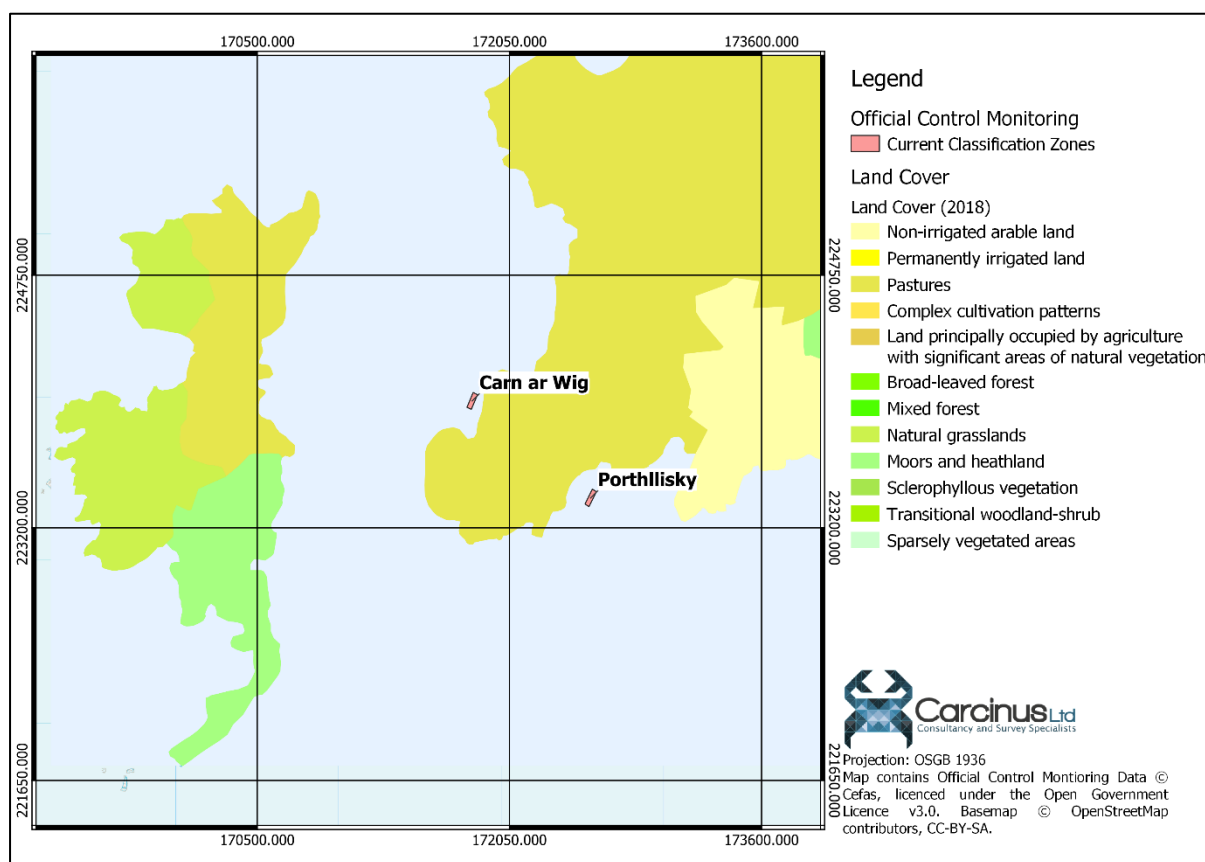 170500.000 172050.000 173600.000
224750.000
223200.000
221650.000
Carn ar Wig
Porthllisky
224750.000
223200.000
221650.000
170500.000 172050.000 173600.000
Legend
Official Control Monitoring
Current Classification Zones
Land Cover
Land Cover (2018)
Non-irrigated arable land
Permanently irrigated land
Pastures
Complex cultivation patterns
Land principally occupied by agriculture
with significant areas of natural vegetation
Broad-leaved forest
Mixed forest
Natural grasslands
Moors and heathland
Sclerophyllous vegetation
Transitional woodland-shrub
Sparsely vegetated areas
Carcinus Ltd
Consultancy and Survey Specialists
Projection: OSGB 1936
Map contains Official Control Montioring Data ©
Cefas, licenced under the Open Government
Licence v3.0. Basemap © OpenStreetMap
contributors, CC-BY-SA.